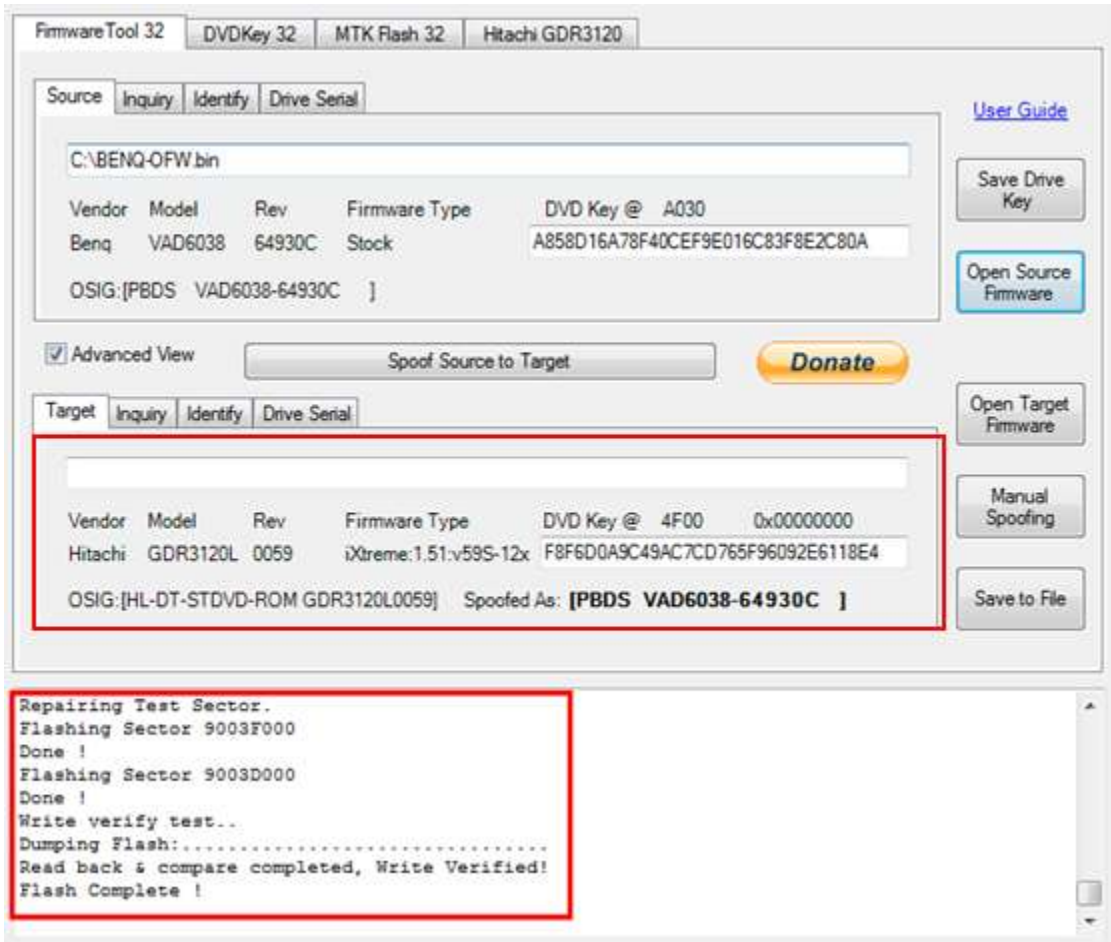 FirmwareTool 32 DVDKey 32 MTK Flash 32 Hitachi GDR3120
Source Inquiry Identify Drive Serial
User Guide
C:\BENQ-OFW.bin
Save Drive
Key
Vendor Model Rev Firmware Type DVD Key @ A030
Benq VAD6038 64930C Stock A858D16A78F40CEF9E016C83F8E2C80A
Open Source
Firmware
OSIG:[PBDS VAD6038-64930C ]
Advanced View Spoof Source to Target Donate
Target Inquiry Identify Drive Serial
Open Target
Firmware
Manual
Spoofing
Vendor Model Rev Firmware Type DVD Key @ 4F00 0x00000000
Hitachi GDR3120L 0059 iXtreme:1.51:v59S-12x F8F6D0A9C49AC7CD765F96092E6118E4
OSIG:[HL-DT-STDVD-ROM GDR3120L0059] Spoofed As: [PBDS VAD6038-64930C ]
Save to File
Repairing Test Sector.
Flashing Sector 9003F000
Done !
Flashing Sector 9003D000
Done !
Write verify test..
Dumping Flash:................................
Read back & compare completed, Write Verified!
Flash Complete !